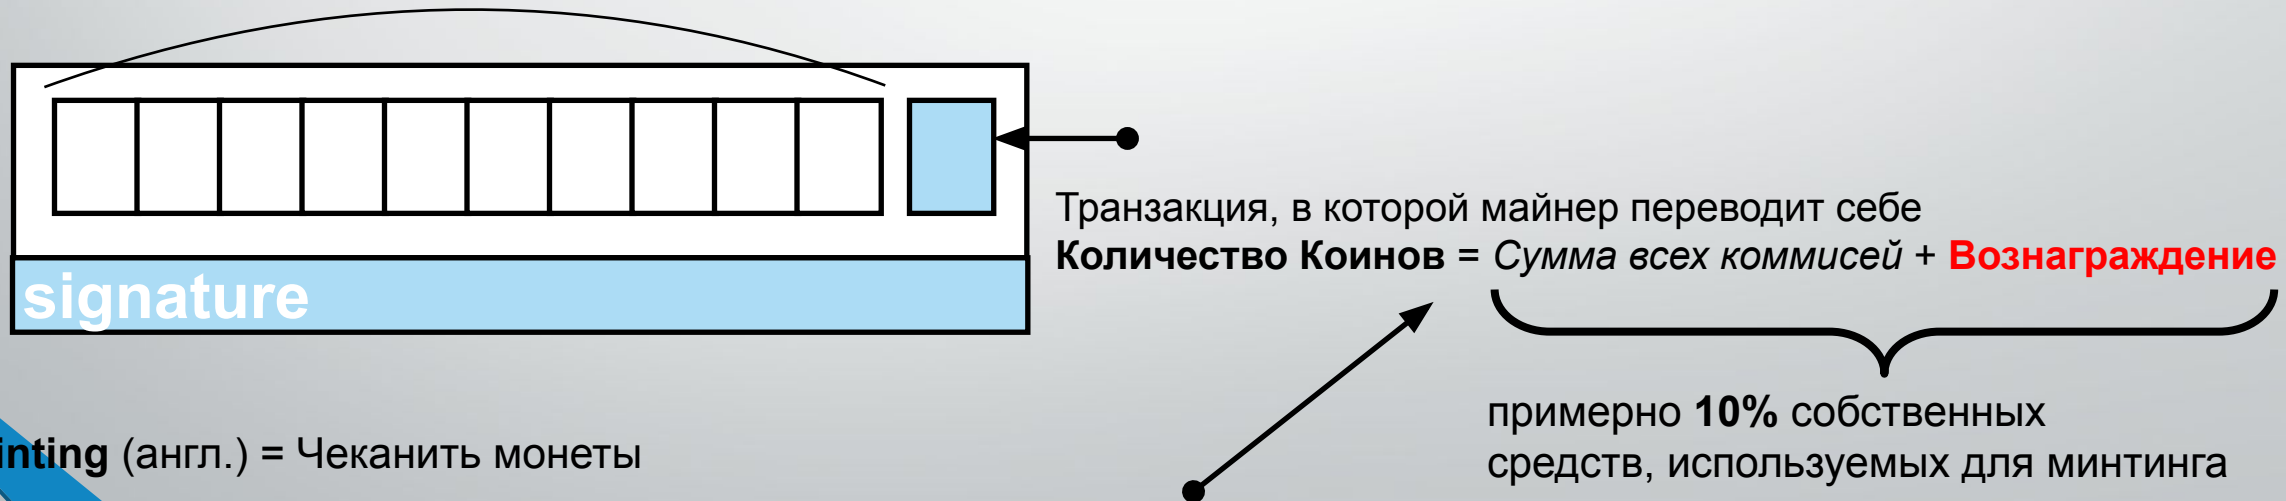 Транзакция, в которой майнер переводит себе
Количество Коинов = Сумма всех коммисей + Вознаграждение
signature
примерно 10% собственных
средств, используемых для минтинга
inting (англ.) = Чеканить монеты